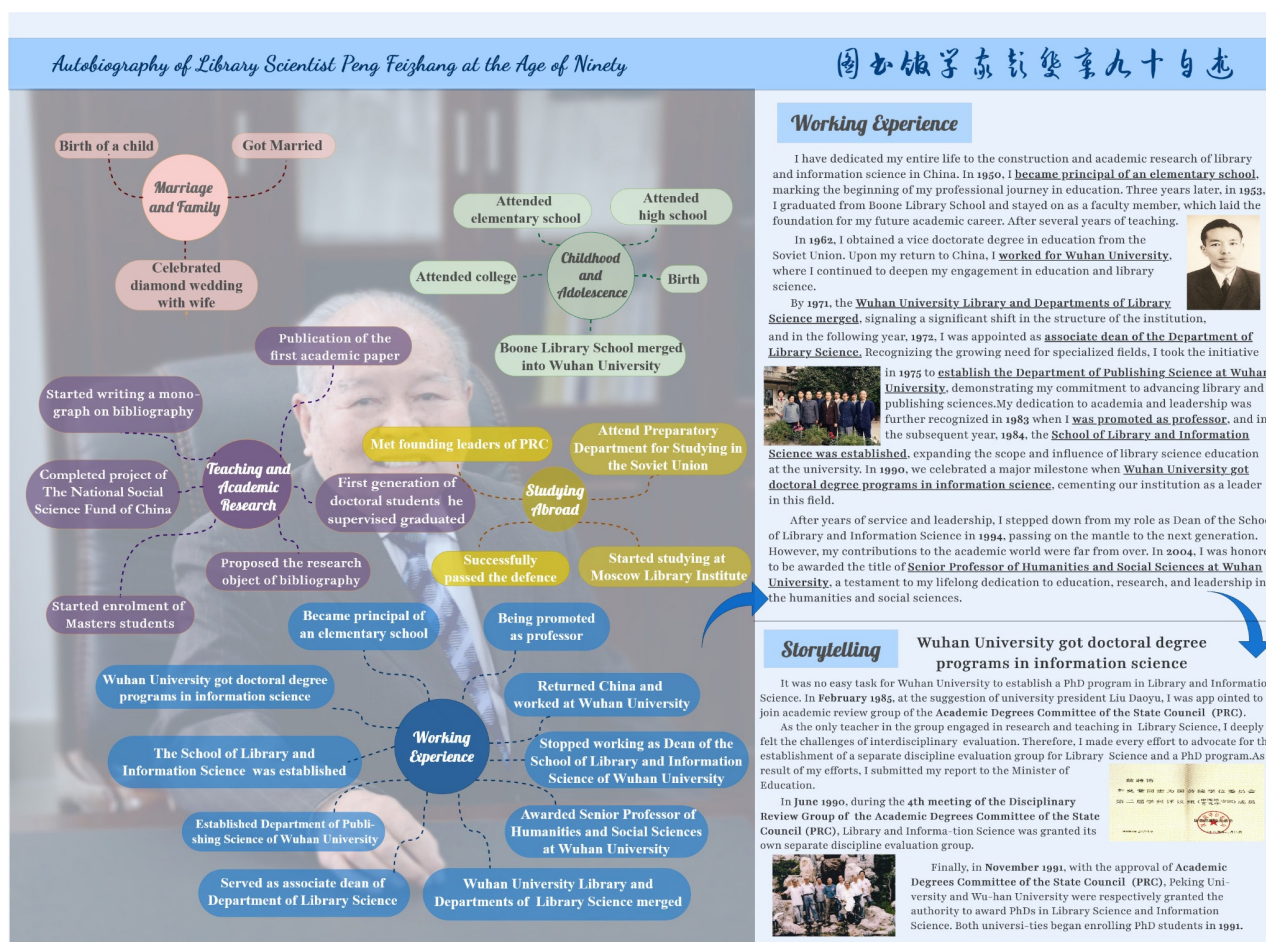 Autobiography of Library Scientist Peng Feizhang at the Age of Ninety
图书馆学家彭斐章九十自述
Birth of a child
Got Married
Marriage
and Family
Celebrated
diamond wedding
with wife
Attended
elementary school
Attended
high school
Childhood
and
Adolescence
Attended college
Birth
Boone Library School merged
into Wuhan University
Publication of the
first academic paper
Started writing a mono-
graph on bibliography
Completed project of
The National Social
Science Fund of China
Teaching and
Academic
Research
First generation of
doctoral students he
supervised graduated
Proposed the research
object of bibliography
Started enrolment of
Masters students
Met founding leaders of PRC
Attend Preparatory
Department for Studying in
the Soviet Union
Studying
Abroad
Successfully
passed the defence
Started studying at
Moscow Library Institute
Became principal of
an elementary school
Being promoted
as professor
Wuhan University got doctoral degree
programs in information science
Returned China and
worked at Wuhan University
Working
Experience
The School of Library and
Information Science was established
Stopped working as Dean of the
School of Library and Information
Science of Wuhan University
Established Department of Publi-
shing Science of Wuhan University
Awarded Senior Professor of
Humanities and Social Sciences
at Wuhan University
Served as associate dean of
Department of Library Science
Wuhan University Library and
Departments of Library Science merged
Working Experience
I have dedicated my entire life to the construction and academic research of library
and information science in China. In 1950, I became principal of an elementary school,
marking the beginning of my professional journey in education. Three years later, in 1953,
I graduated from Boone Library School and stayed on as a faculty member, which laid the
foundation for my future academic career. After several years of teaching.
In 1962, I obtained a vice doctorate degree in education from the
Soviet Union. Upon my return to China, I worked for Wuhan University,
where I continued to deepen my engagement in education and library
science.
By 1971, the Wuhan University Library and Departments of Library
Science merged, signaling a significant shift in the structure of the institution,
and in the following year, 1972, I was appointed as associate dean of the Department of
Library Science. Recognizing the growing need for specialized fields, I took the initiative
in 1975 to establish the Department of Publishing Science at Wuhan
University, demonstrating my commitment to advancing library and
publishing sciences.My dedication to academia and leadership was
further recognized in 1983 when I was promoted as professor, and in
the subsequent year, 1984, the School of Library and Information
Science was established, expanding the scope and influence of library science education
at the university. In 1990, we celebrated a major milestone when Wuhan University got
doctoral degree programs in information science, cementing our institution as a leader
in this field.
After years of service and leadership, I stepped down from my role as Dean of the Schoo
of Library and Information Science in 1994, passing on the mantle to the next generation.
However, my contributions to the academic world were far from over. In 2004, I was honore
to be awarded the title of Senior Professor of Humanities and Social Sciences at Wuhan
University, a testament to my lifelong dedication to education, research, and leadership in
the humanities and social sciences.
Storytelling
Wuhan University got doctoral degree
programs in information science
It was no easy task for Wuhan University to establish a PhD program in Library and Informatio
Science. In February 1985, at the suggestion of university president Liu Daoyu, I was app ointed to
join academic review group of the Academic Degrees Committee of the State Council (PRC).
As the only teacher in the group engaged in research and teaching in Library Science, I deeply
felt the challenges of interdisciplinary evaluation. Therefore, I made every effort to advocate for th
establishment of a separate discipline evaluation group for Library Science and a PhD program.As
result of my efforts, I submitted my report to the Minister of
Education.
In June 1990, during the 4th meeting of the Disciplinary
Review Group of the Academic Degrees Committee of the State
Council (PRC), Library and Informa-tion Science was granted its
own separate discipline evaluation group.
Finally, in November 1991, with the approval of Academic
Degrees Committee of the State Council (PRC), Peking Uni-
versity and Wu-han University were respectively granted the
authority to award PhDs in Library Science and Information
Science. Both universi-ties began enrolling PhD students in 1991.